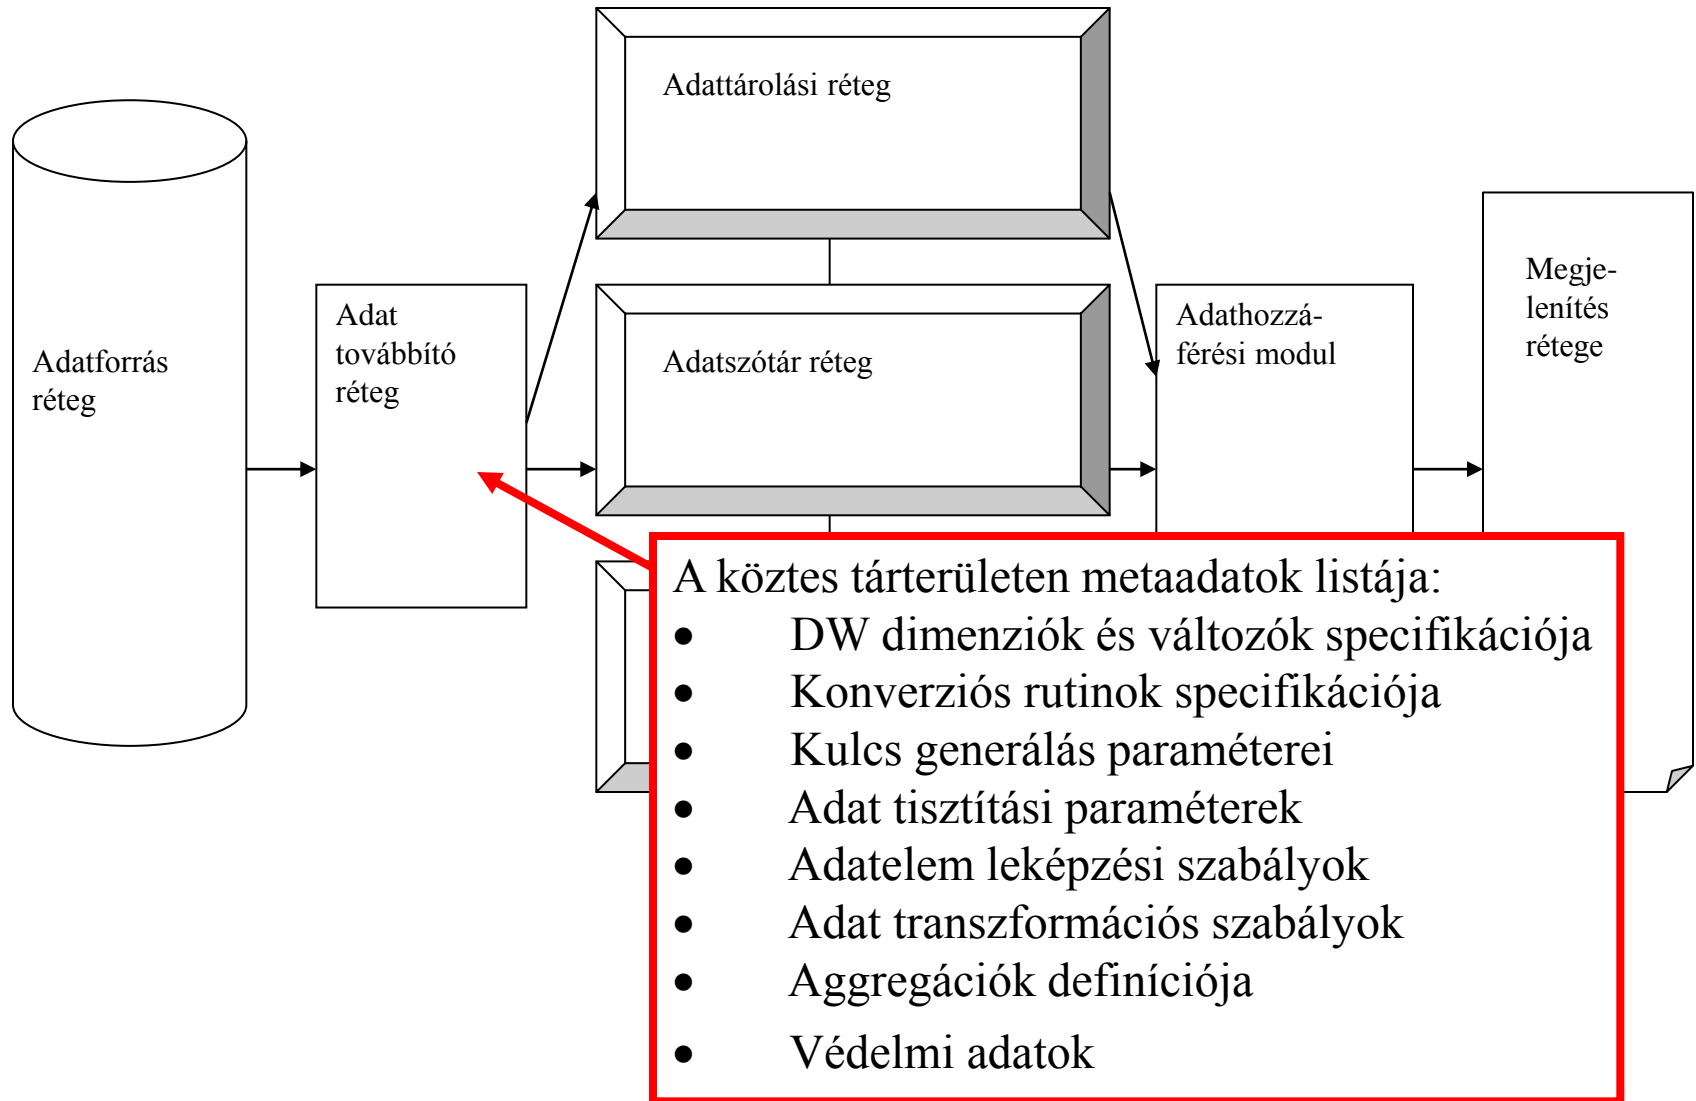 Adattárolási réteg
Adatforrás
réteg
Adat
továbbító
réteg
Adatszótár réteg
Adathozzá-
férési modul
Megje-
lenítés
rétege
A köztes tárterületen metaadatok listája:
• DW dimenziók és változók specifikációja
• Konverziós rutinok specifikációja
• Kulcs generálás paraméterei
• Adat tisztítási paraméterek
• Adatelem leképzési szabályok
• Adat transzformációs szabályok
• Aggregációk definíciója
• Védelmi adatok